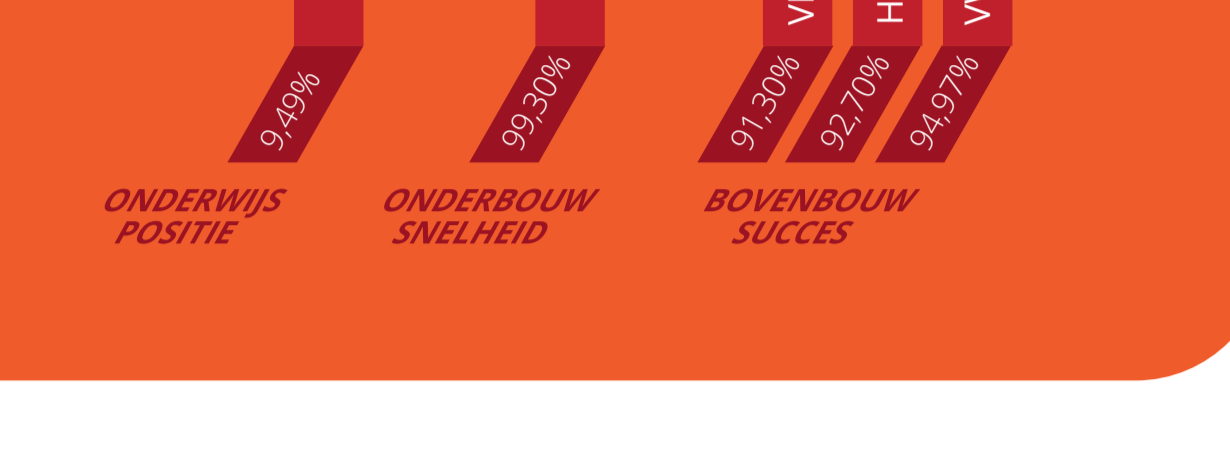 9,49%
99,30%
91,30%
92,70%
94,97%
ONDERWIJS
POSITIE
ONDERBOUW
SNELHEID
BOVENBOUW
SUCCES